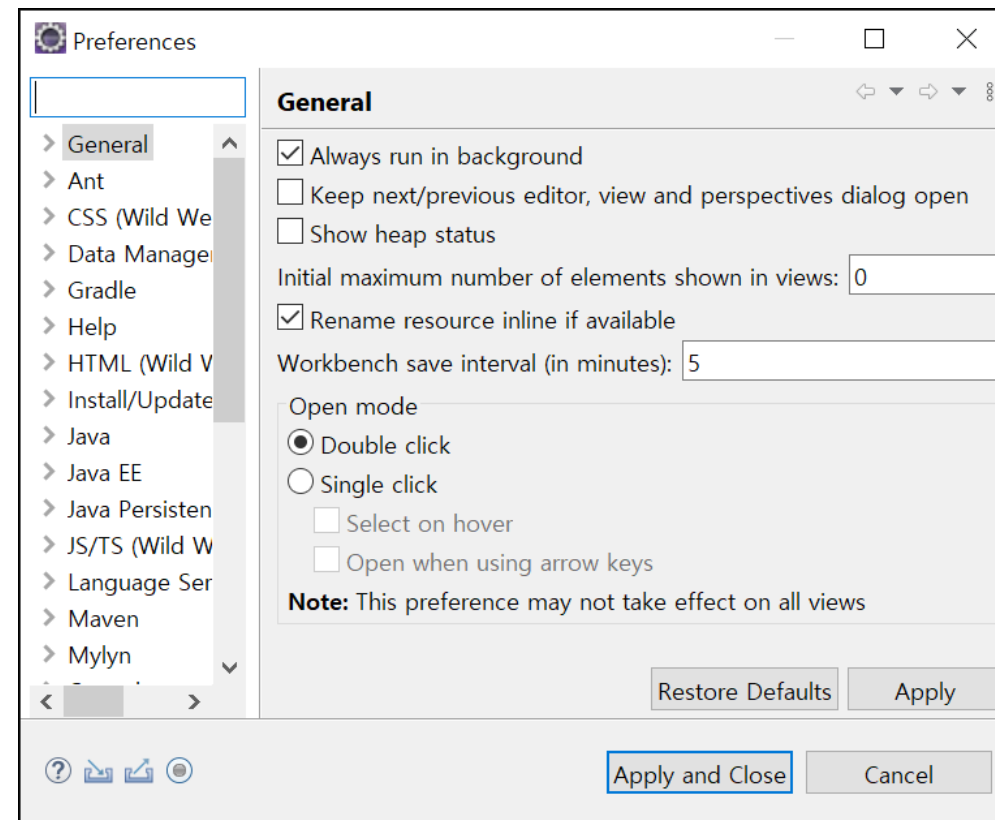 Preferences
General
General
Ant
CSS (Wild We
Data Manage
Gradle
Help
HTML (Wild W
Install/Update
Java
Java EE
Java Persisten
JS/TS (Wild W
Language Ser
Maven
Mylyn
Always run in background
Keep next/previous editor, view and perspectives dialog open
Show heap status
Initial maximum number of elements shown in views: 0
Rename resource inline if available
Workbench save interval (in minutes): 5
Open mode
Double click
Single click
Select on hover
Open when using arrow keys
Note: This preference may not take effect on all views
Restore Defaults Apply
Apply and Close Cancel